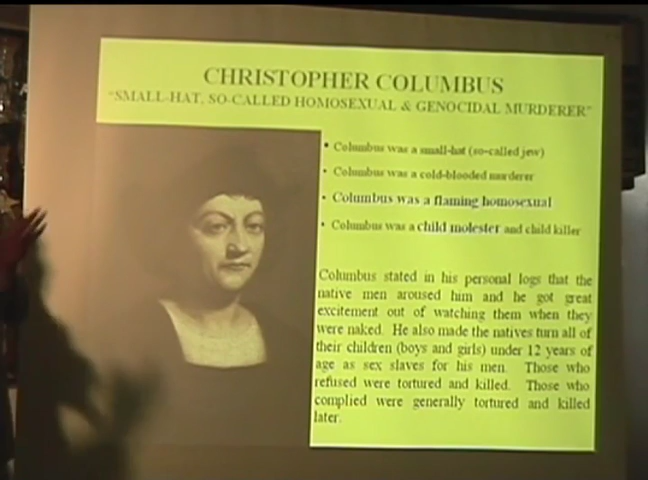 CHRISTOPHER COLUMBUS
"SMALL-HAT, SO-CALLED HOMOSEXUAL & GENOCIDAL MURDERER"
• Columbus was a small-hat (so-called jew)
• Columbus was a cold-blooded murderer
• Columbus was a flaming homosexual
• Columbus was a child molester and child killer
Columbus stated in his personal logs that the
native men aroused him and he got great
excitement out of watching them when they
were naked. He also made the natives turn all of
their children (boys and girls) under 12 years of
age as sex slaves for his men. Those who
refused were tortured and killed. Those who
complied were generally tortured and killed
later.